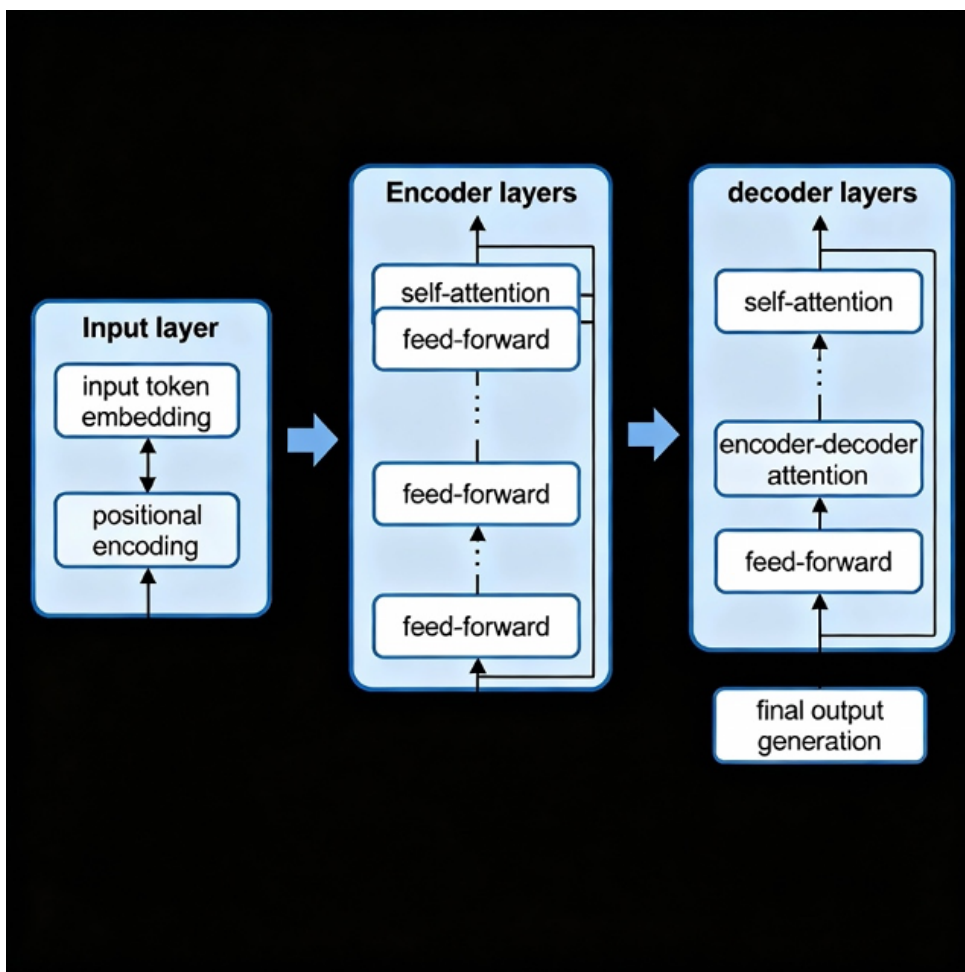 Input layer
input token
embedding
positional
encoding
Encoder layers
self-attention
feed-forward
feed-forward
feed-forward
decoder layers
self-attention
encoder-decoder
attention
feed-forward
final output
generation